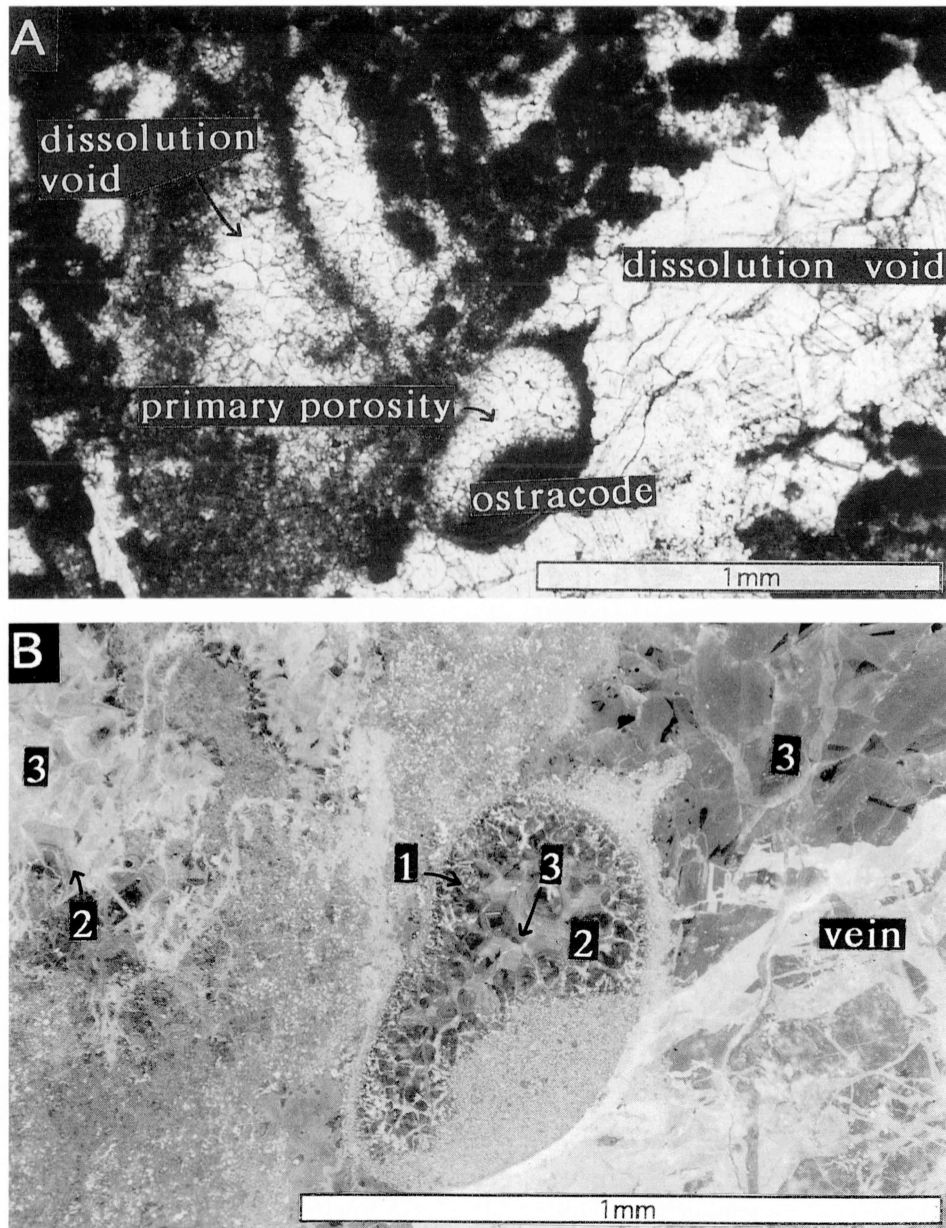 A
dissolution
void
dissolution void
primary porosity
ostracode
1mm
B
3
3
1
3
2
2
vein
1mm